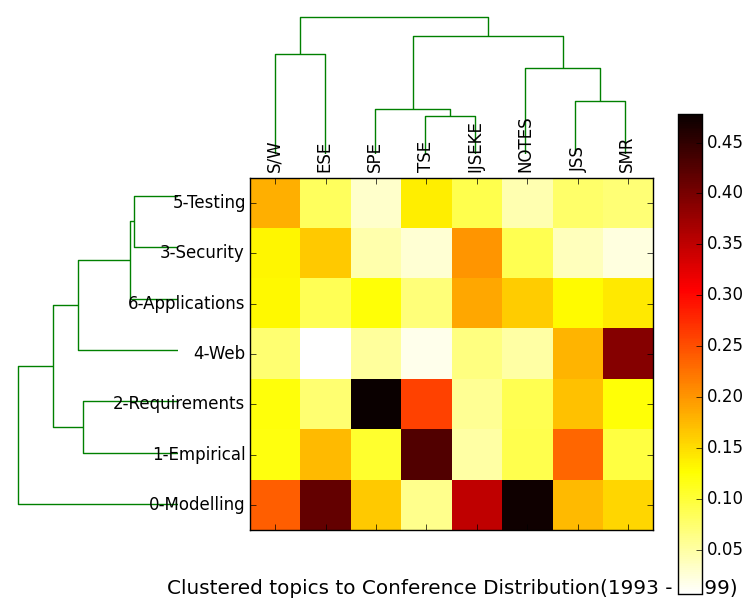 S/W
ESE
SPE
TSE
IJSEKE
NOTES
JSS
SMR
5-Testing
3-Security
6-Applications
4-Web
2-Requirements
1-Empirical
0-Modelling
0.45
0.40
0.35
0.30
0.25
0.20
0.15
0.10
0.05
Clustered topics to Conference Distribution(1993 - 99)